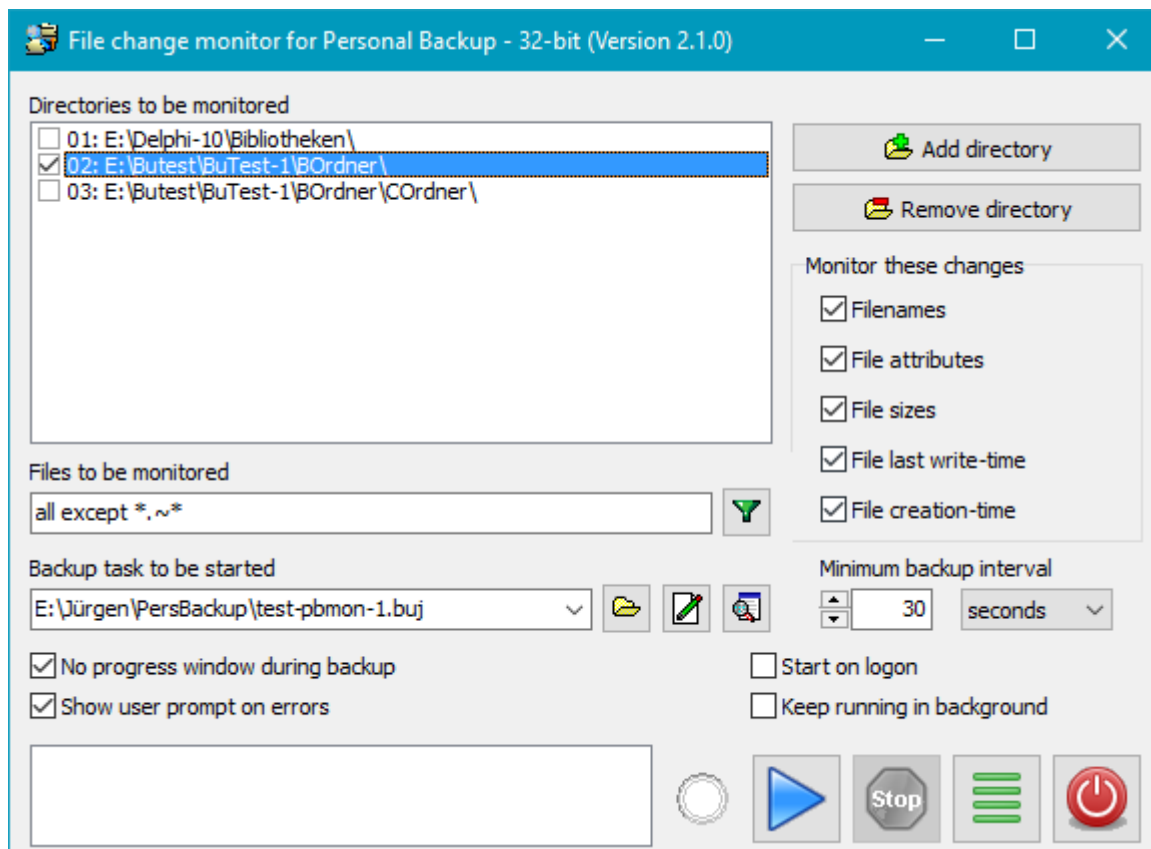 File change monitor for Personal Backup - 32-bit (Version 2.1.0)
Directories to be monitored
01: E:\Delphi-10\Bibliotheken\
02: E:\Butest\BuTest-1\BOrdner\
03: E:\Butest\BuTest-1\BOrdner\COrdner\
Add directory
Remove directory
Monitor these changes
Filenames
File attributes
File sizes
File last write-time
File creation-time
Files to be monitored
all except *.~*
Backup task to be started
E:\Jürgen\PersBackup\test-pbmon-1.buj
Minimum backup interval
30 seconds
No progress window during backup
Show user prompt on errors
Start on logon
Keep running in background
Stop